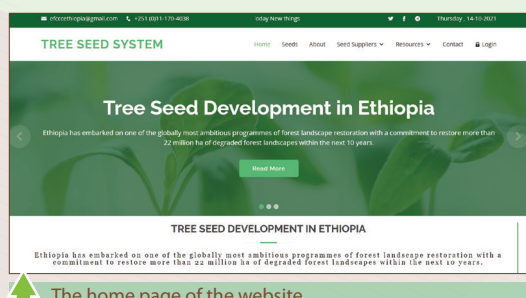 efcccethiopia@gmail.com +251 (0)11-170-4038 Today New things Thursday , 14-10-2021
TREE SEED SYSTEM Home Seeds About Seed Suppliers Resources Contact Login
Tree Seed Development in Ethiopia
Ethiopia has embarked on one of the globally most ambitious programmes of forest landscape restoration with a commitment to restore more than
22 million ha of degraded forest landscapes within the next 10 years.
Read More
TREE SEED DEVELOPMENT IN ETHIOPIA
Ethiopia has embarked on one of the globally most ambitious programmes of forest landscape restoration with a
commitment to restore more than 22 million ha of degraded forest landscapes within the next 10 years.
The home page of the website